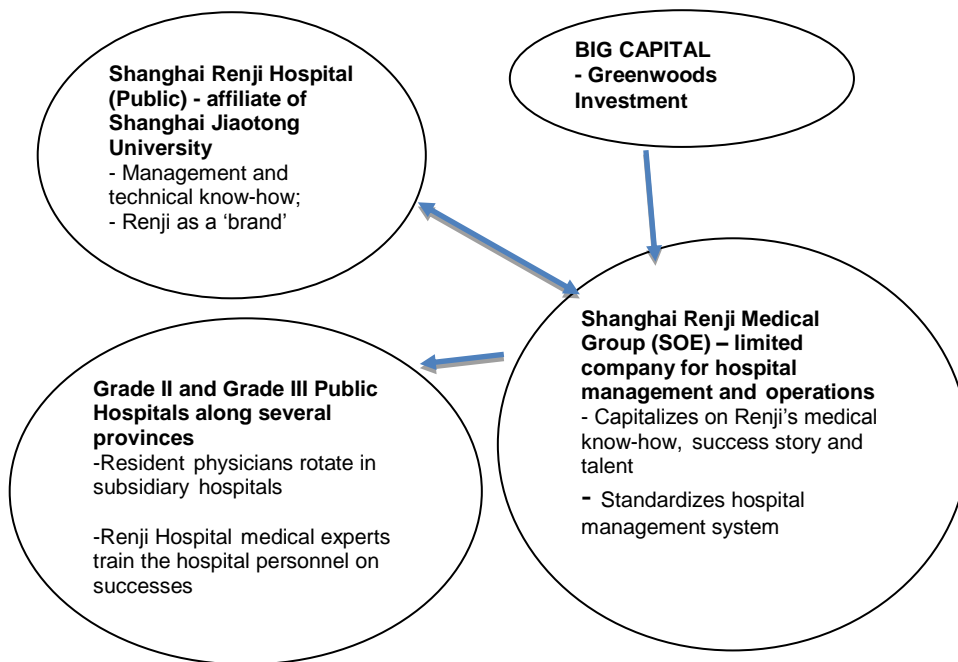 Shanghai Renji Hospital
(Public) - affiliate of
Shanghai Jiaotong
University
- Management and
technical know-how;
- Renji as a ‘brand’
BIG CAPITAL
- Greenwoods
Investment
Shanghai Renji Medical
Group (SOE) – limited
company for hospital
management and operations
- Capitalizes on Renji’s medical
know-how, success story and
talent
- Standardizes hospital
management system
Grade II and Grade III Public
Hospitals along several
provinces
-Resident physicians rotate in
subsidiary hospitals
-Renji Hospital medical experts
train the hospital personnel on
successes